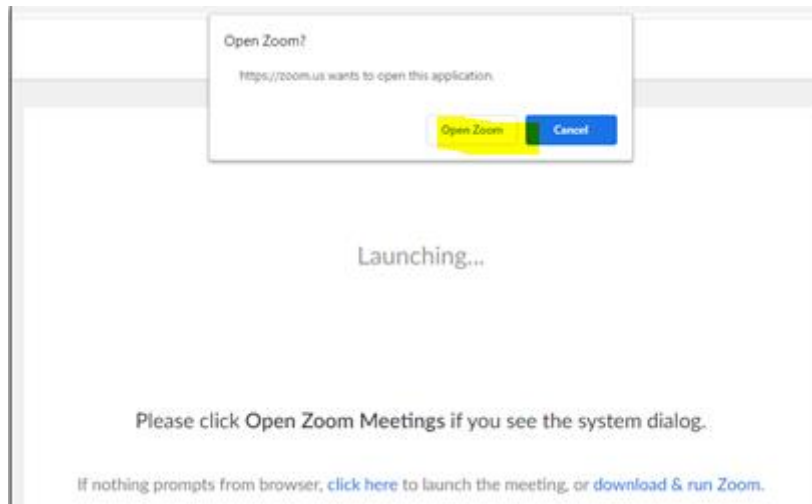 Open Zoom?
https://zoom.us wants to open this application.
Open Zoom Cancel
Launching...
Please click Open Zoom Meetings if you see the system dialog.
If nothing prompts from browser, click here to launch the meeting, or download & run Zoom.